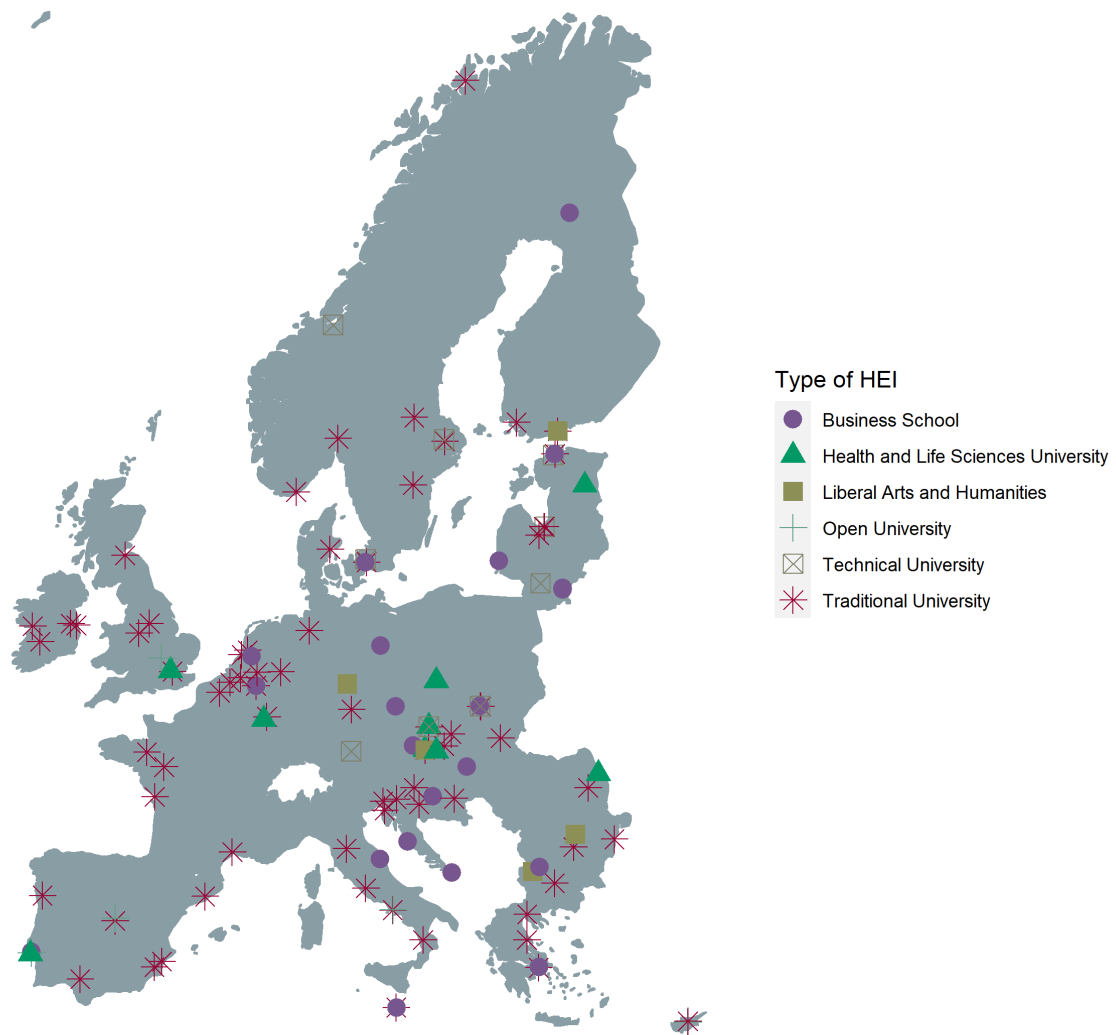 Type of HEI
Business School
Health and Life Sciences University
Liberal Arts and Humanities
Open University
Technical University
Traditional University